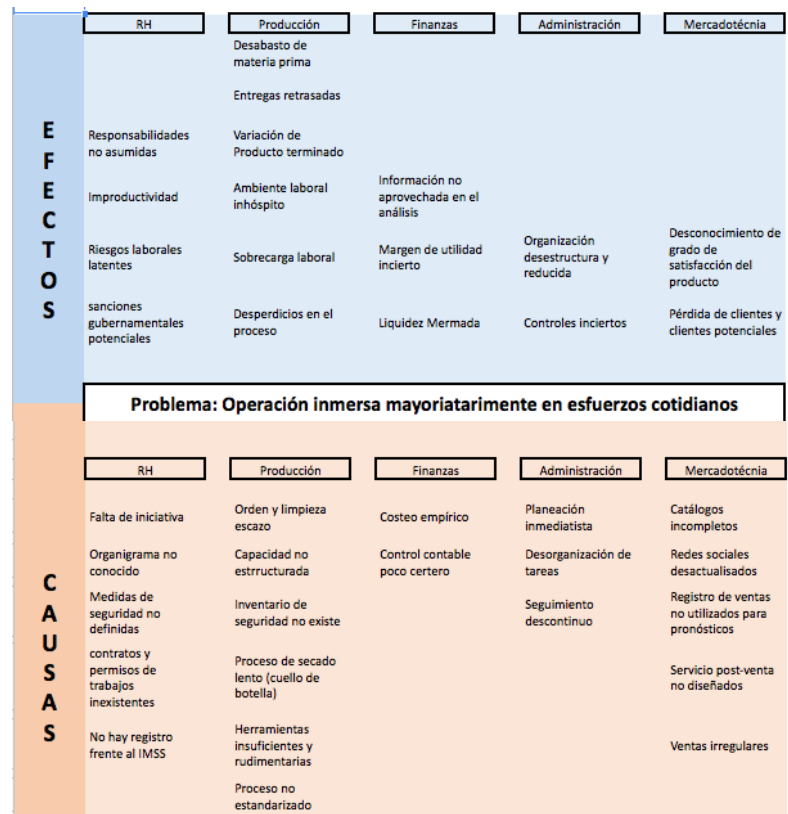 RH
Producción
Finanzas
Administración
Mercadotécnia
EFECTOS
Desabasto de
materia prima
Entregas retrasadas
Responsabilidades
no asumidas
Variación de
Producto terminado
Improductividad
Ambiente laboral
inhóspito
Información no
aprovechada en el
análisis
Riesgos laborales
latentes
Sobrecarga laboral
Margen de utilidad
incierto
Organización
desestructura y
reducida
Desconocimiento de
grado de
satisfacción del
producto
sanciones
gubernamentales
potenciales
Desperdicios en el
proceso
Liquidez Mermada
Controles inciertos
Pérdida de clientes y
clientes potenciales
Problema: Operación inmersa mayoriatarimente en esfuerzos cotidianos
RH
Producción
Finanzas
Administración
Mercadotécnia
CAUSAS
Falta de iniciativa
Orden y limpieza
escazo
Costeo empírico
Planeación
inmediatista
Catálogos
incompletos
Organigrama no
conocido
Capacidad no
estrructurada
Control contable
poco certero
Desorganización de
tareas
Redes sociales
desactualisados
Medidas de
seguridad no
definidas
Inventario de
seguridad no existe
Seguimiento
descontinuo
Registro de ventas
no utilizados para
pronósticos
contratos y
permisos de
trabajos
inexistentes
Proceso de secado
lento (cuello de
botella)
Servicio post-venta
no diseñados
No hay registro
frente al IMSS
Herramientas
insuficientes y
rudimentarias
Ventas irregulares
Proceso no
estandarizado